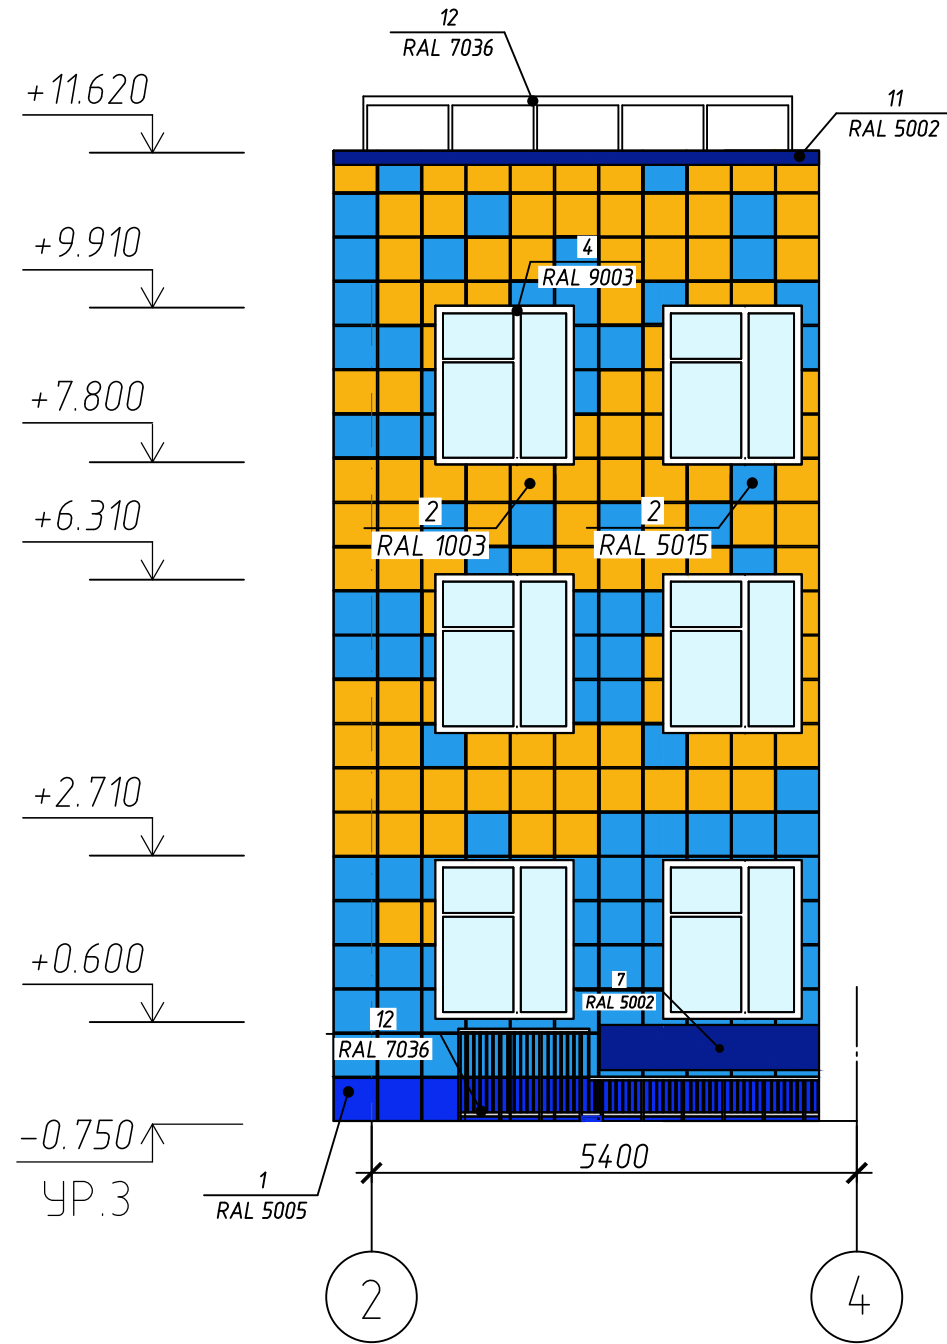 12
RAL 7036
+11.620
11
RAL 5002
+9.910
4
RAL 9003
+7.800
+6.310
2
RAL 1003
2
RAL 5015
+2.710
+0.600
7
RAL 5002
12
RAL 7036
-0.750
УР.З
1
RAL 5005
5400
2
4